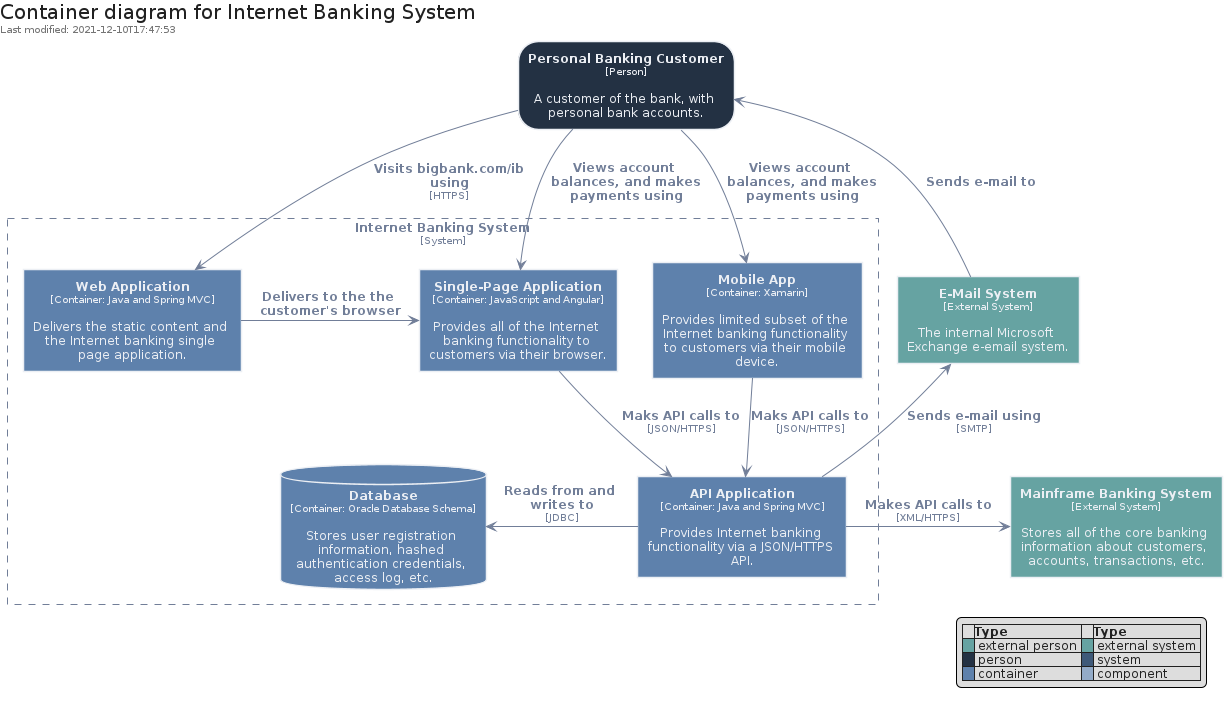 Container diagram for Internet Banking System
Last modified: 2021-12-10T17:47:53
Personal Banking Customer
[Person]
A customer of the bank, with
personal bank accounts.
Visits bigbank.com/ib
using
[HTTPS]
Views account
balances, and makes
payments using
Views account
balances, and makes
payments using
Sends e-mail to
Internet Banking System
[System]
Web Application
[Container: Java and Spring MVC]
Delivers the static content and
the Internet banking single
page application.
Delivers to the the
customer's browser
Single-Page Application
[Container: JavaScript and Angular]
Provides all of the Internet
banking functionality to
customers via their browser.
Mobile App
[Container: Xamarin]
Provides limited subset of the
Internet banking functionality
to customers via their mobile
device.
E-Mail System
[External System]
The internal Microsoft
Exchange e-email system.
Maks API calls to
[JSON/HTTPS]
Maks API calls to
[JSON/HTTPS]
Sends e-mail using
[SMTP]
Database
[Container: Oracle Database Schema]
Stores user registration
information, hashed
authentication credentials,
access log, etc.
Reads from and
writes to
[JDBC]
API Application
[Container: Java and Spring MVC]
Provides Internet banking
functionality via a JSON/HTTPS
API.
Makes API calls to
[XML/HTTPS]
Mainframe Banking System
[External System]
Stores all of the core banking
information about customers,
accounts, transactions, etc.
Type Type
external person external system
person system
container component